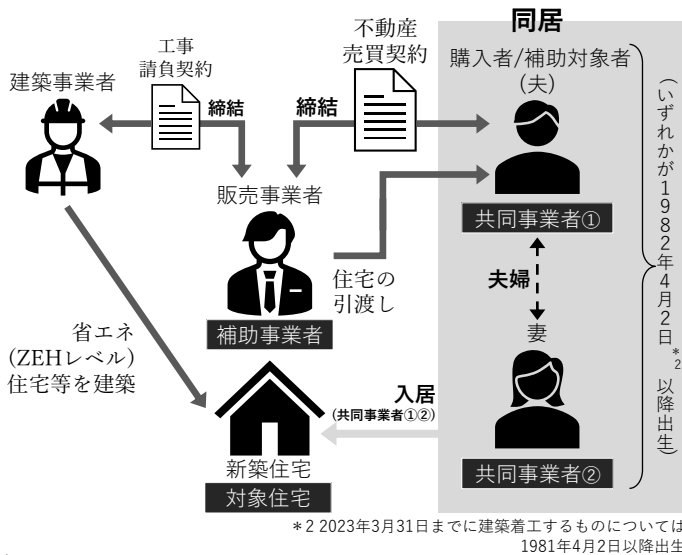 同居
工事
請負契約
不動産
売買契約
購入者/補助対象者
(夫)
建築事業者
締結
締結
販売事業者
共同事業者①
住宅の
引渡し
夫婦
補助事業者
妻
省エネ
(ZEHレベル)
住宅等を建築
入居
(共同事業者①②)
新築住宅
対象住宅
共同事業者②
(いずれかが1982年4月2日*2 以降出生)
*2 2023年3月31日までに建築着工するものについては
1981年4月2日以降出生